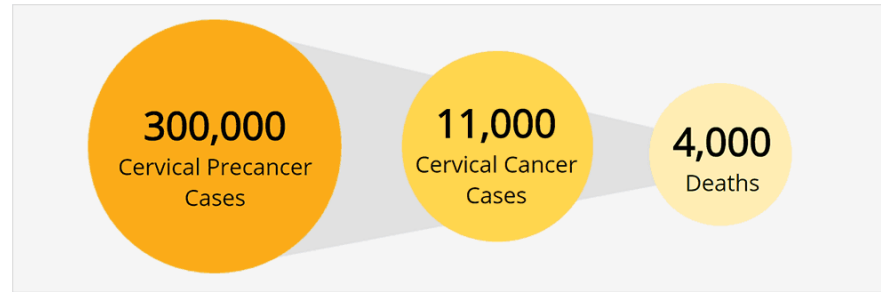 300,000
Cervical Precancer
Cases
11,000
Cervical Cancer
Cases
4,000
Deaths